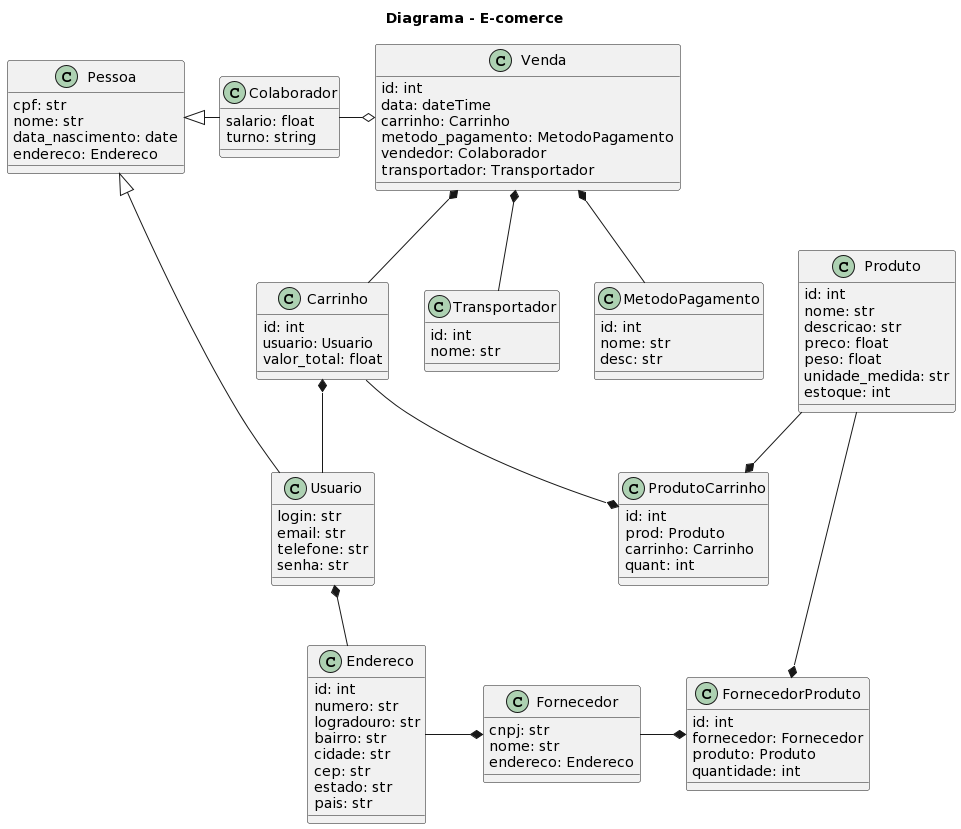 Diagrama - E-comerce
C Pessoa
cpf: str
nome: str
data_nascimento: date
endereco: Endereco
C Colaborador
salario: float
turno: string
C Venda
id: int
data: dateTime
carrinho: Carrinho
metodo_pagamento: MetodoPagamento
vendedor: Colaborador
transportador: Transportador
C Carrinho
id: int
usuario: Usuario
valor_total: float
C Transportador
id: int
nome: str
C MetodoPagamento
id: int
nome: str
desc: str
C Produto
id: int
nome: str
descricao: str
preco: float
peso: float
unidade_medida: str
estoque: int
C Usuario
login: str
email: str
telefone: str
senha: str
C ProdutoCarrinho
id: int
prod: Produto
carrinho: Carrinho
quant: int
C Endereco
id: int
numero: str
logradouro: str
bairro: str
cidade: str
cep: str
estado: str
pais: str
C Fornecedor
cnpj: str
nome: str
endereco: Endereco
C FornecedorProduto
id: int
fornecedor: Fornecedor
produto: Produto
quantidade: int